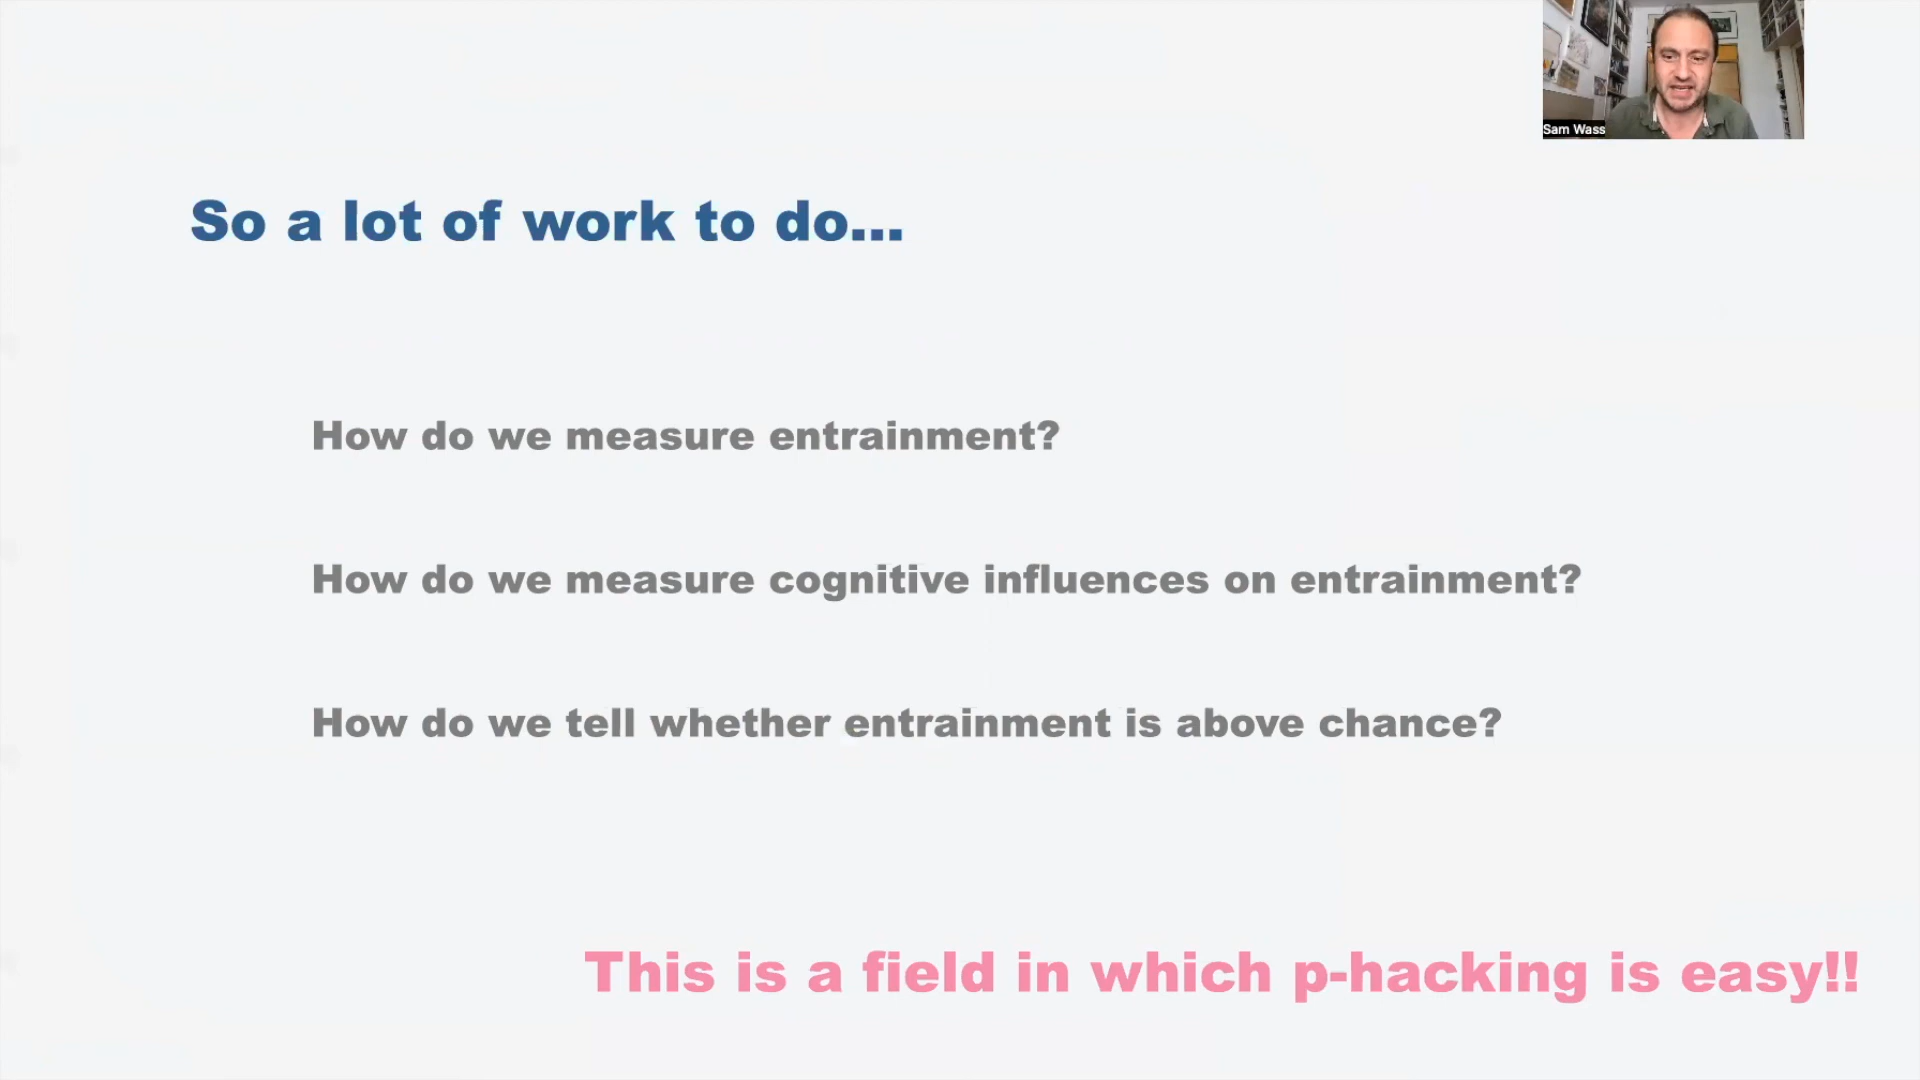 Sam Wass
So a lot of work to do...
How do we measure entrainment?
How do we measure cognitive influences on entrainment?
How do we tell whether entrainment is above chance?
This is a field in which p-hacking is easy!!